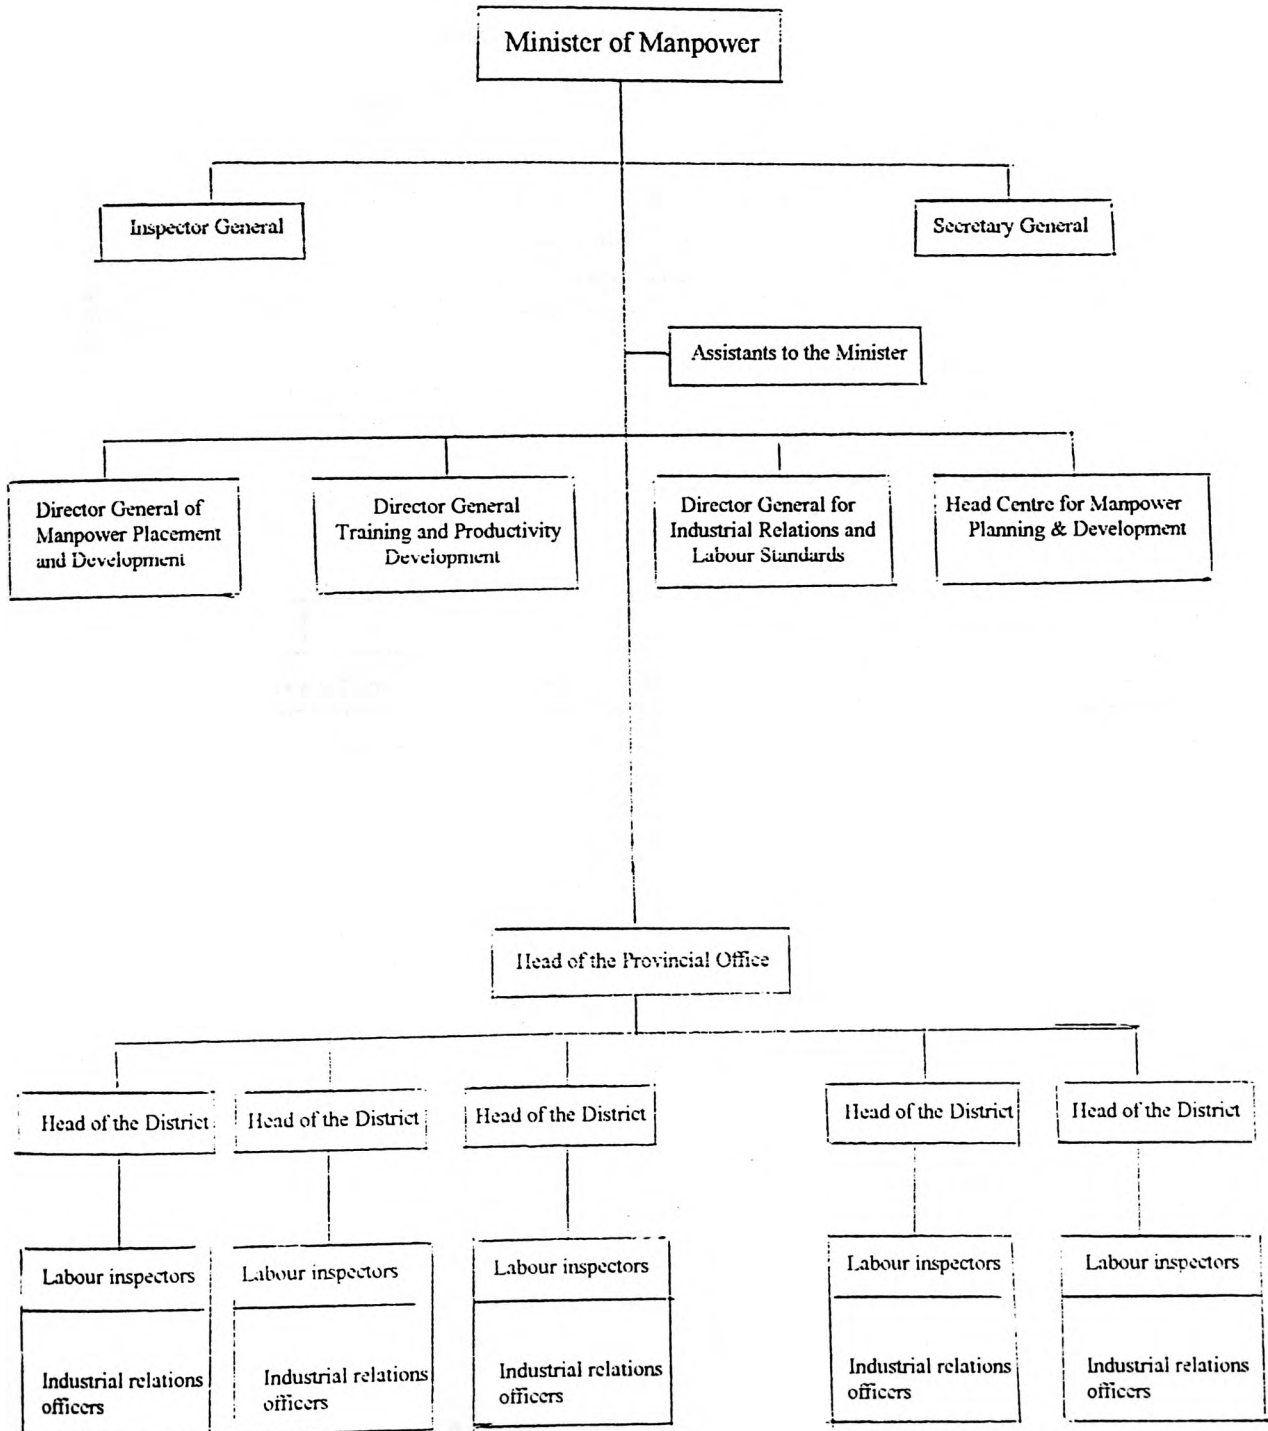 Minister of Manpower
Inspector General
Secretary General
Assistants to the Minister
Director General of
Manpower Placement
and Development
Director General
Training and Productivity
Development
Director General for
Industrial Relations and
Labour Standards
Head Centre for Manpower
Planning & Development
Head of the Provincial Office
Head of the District
Head of the District
Head of the District
Head of the District
Head of the District
Labour inspectors
Labour inspectors
Labour inspectors
Labour inspectors
Labour inspectors
Industrial relations
officers
Industrial relations
officers
Industrial relations
officers
Industrial relations
officers
Industrial relations
officers